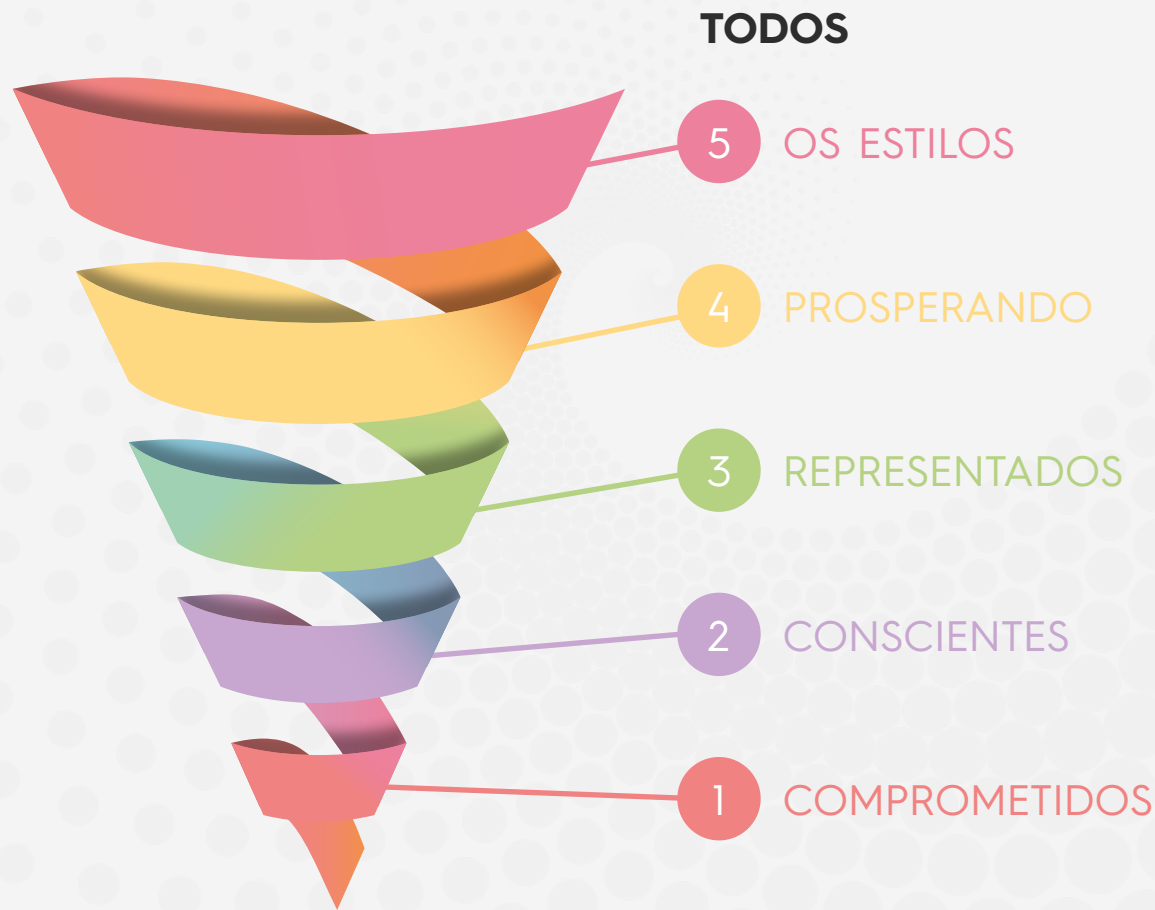 TODOS
5 OS ESTILOS
4 PROSPERANDO
3 REPRESENTADOS
2 CONSCIENTES
1 COMPROMETIDOS